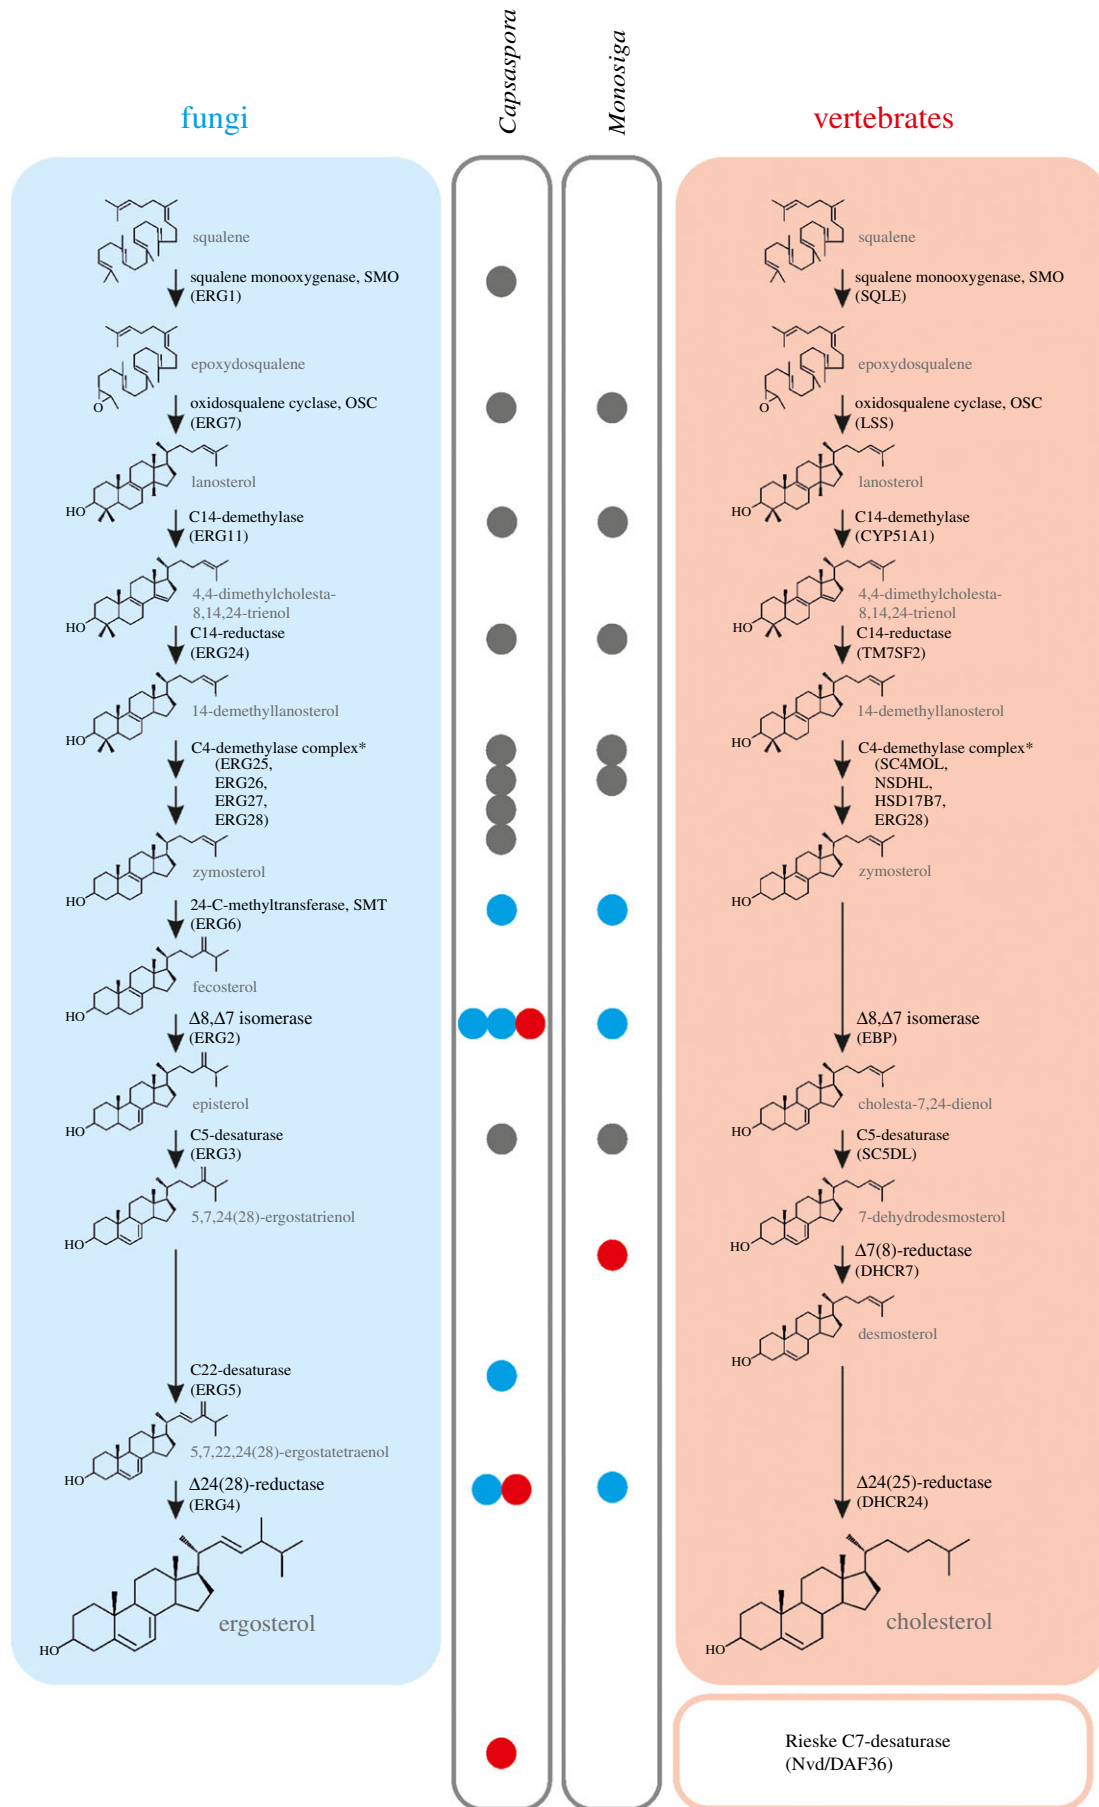 Capsaspora
Monosiga
fungi
vertebrates
squalene
squalene monooxygenase, SMO
(ERG1)
epoxydosqualene
O
oxidosqualene cyclase, OSC
(ERG7)
lanosterol
HO
C14-demethylase
(ERG11)
4,4-dimethylcholesta-
8,14,24-trienol
HO
C14-reductase
(ERG24)
14-demethyllanosterol
HO
C4-demethylase complex*
(ERG25,
ERG26,
ERG27,
ERG28)
zymosterol
HO
24-C-methyltransferase, SMT
(ERG6)
fecosterol
HO
Δ8,Δ7 isomerase
(ERG2)
episterol
HO
C5-desaturase
(ERG3)
5,7,24(28)-ergostatrienol
HO
C22-desaturase
(ERG5)
5,7,22,24(28)-ergostatetraenol
HO
Δ24(28)-reductase
(ERG4)
ergosterol
HO
squalene
squalene monooxygenase, SMO
(SQLE)
epoxydosqualene
O
oxidosqualene cyclase, OSC
(LSS)
lanosterol
HO
C14-demethylase
(CYP51A1)
4,4-dimethylcholesta-
8,14,24-trienol
HO
C14-reductase
(TM7SF2)
14-demethyllanosterol
HO
C4-demethylase complex*
(SC4MOL,
NSDHL,
HSD17B7,
ERG28)
zymosterol
HO
Δ8,Δ7 isomerase
(EBP)
cholesta-7,24-dienol
HO
C5-desaturase
(SC5DL)
7-dehydrodesmosterol
HO
Δ7(8)-reductase
(DHCR7)
desmosterol
HO
Δ24(25)-reductase
(DHCR24)
cholesterol
HO
Rieske C7-desaturase
(Nvd/DAF36)